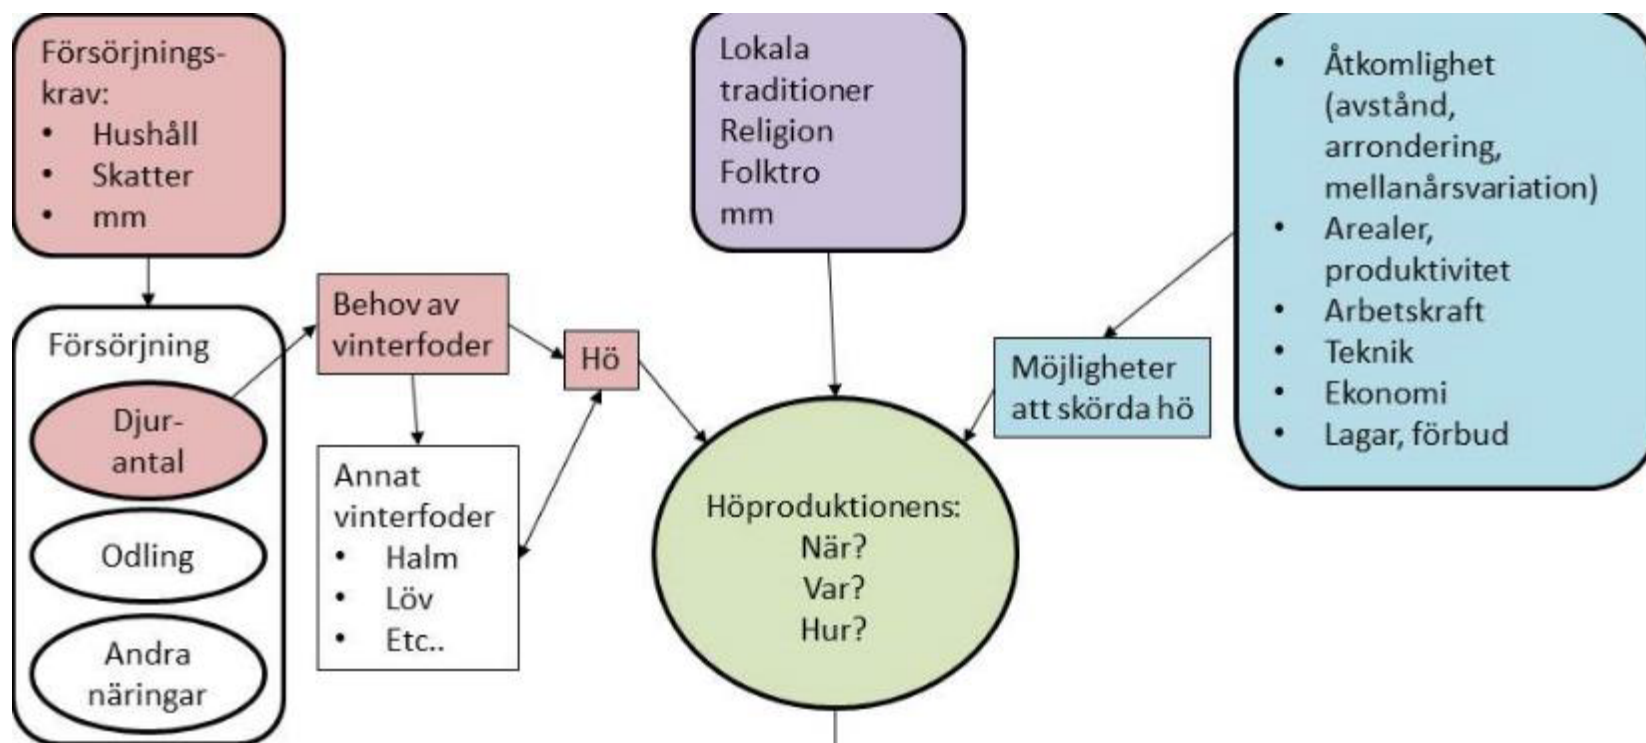 Försörjnings-
krav:
• Hushåll
• Skatter
• mm
Försörjning
Djur-
antal
Odling
Andra
näringar
Behov av
vinterfoder
Hö
Annat
vinterfoder
• Halm
• Löv
• Etc..
Lokala
traditioner
Religion
Folktro
mm
Höproduktionens:
När?
Var?
Hur?
Möjligheter
att skörda hö
• Åtkomlighet
(avstånd,
arrondering,
mellanårsvariation)
• Arealer,
produktivitet
• Arbetskraft
• Teknik
• Ekonomi
• Lagar, förbud